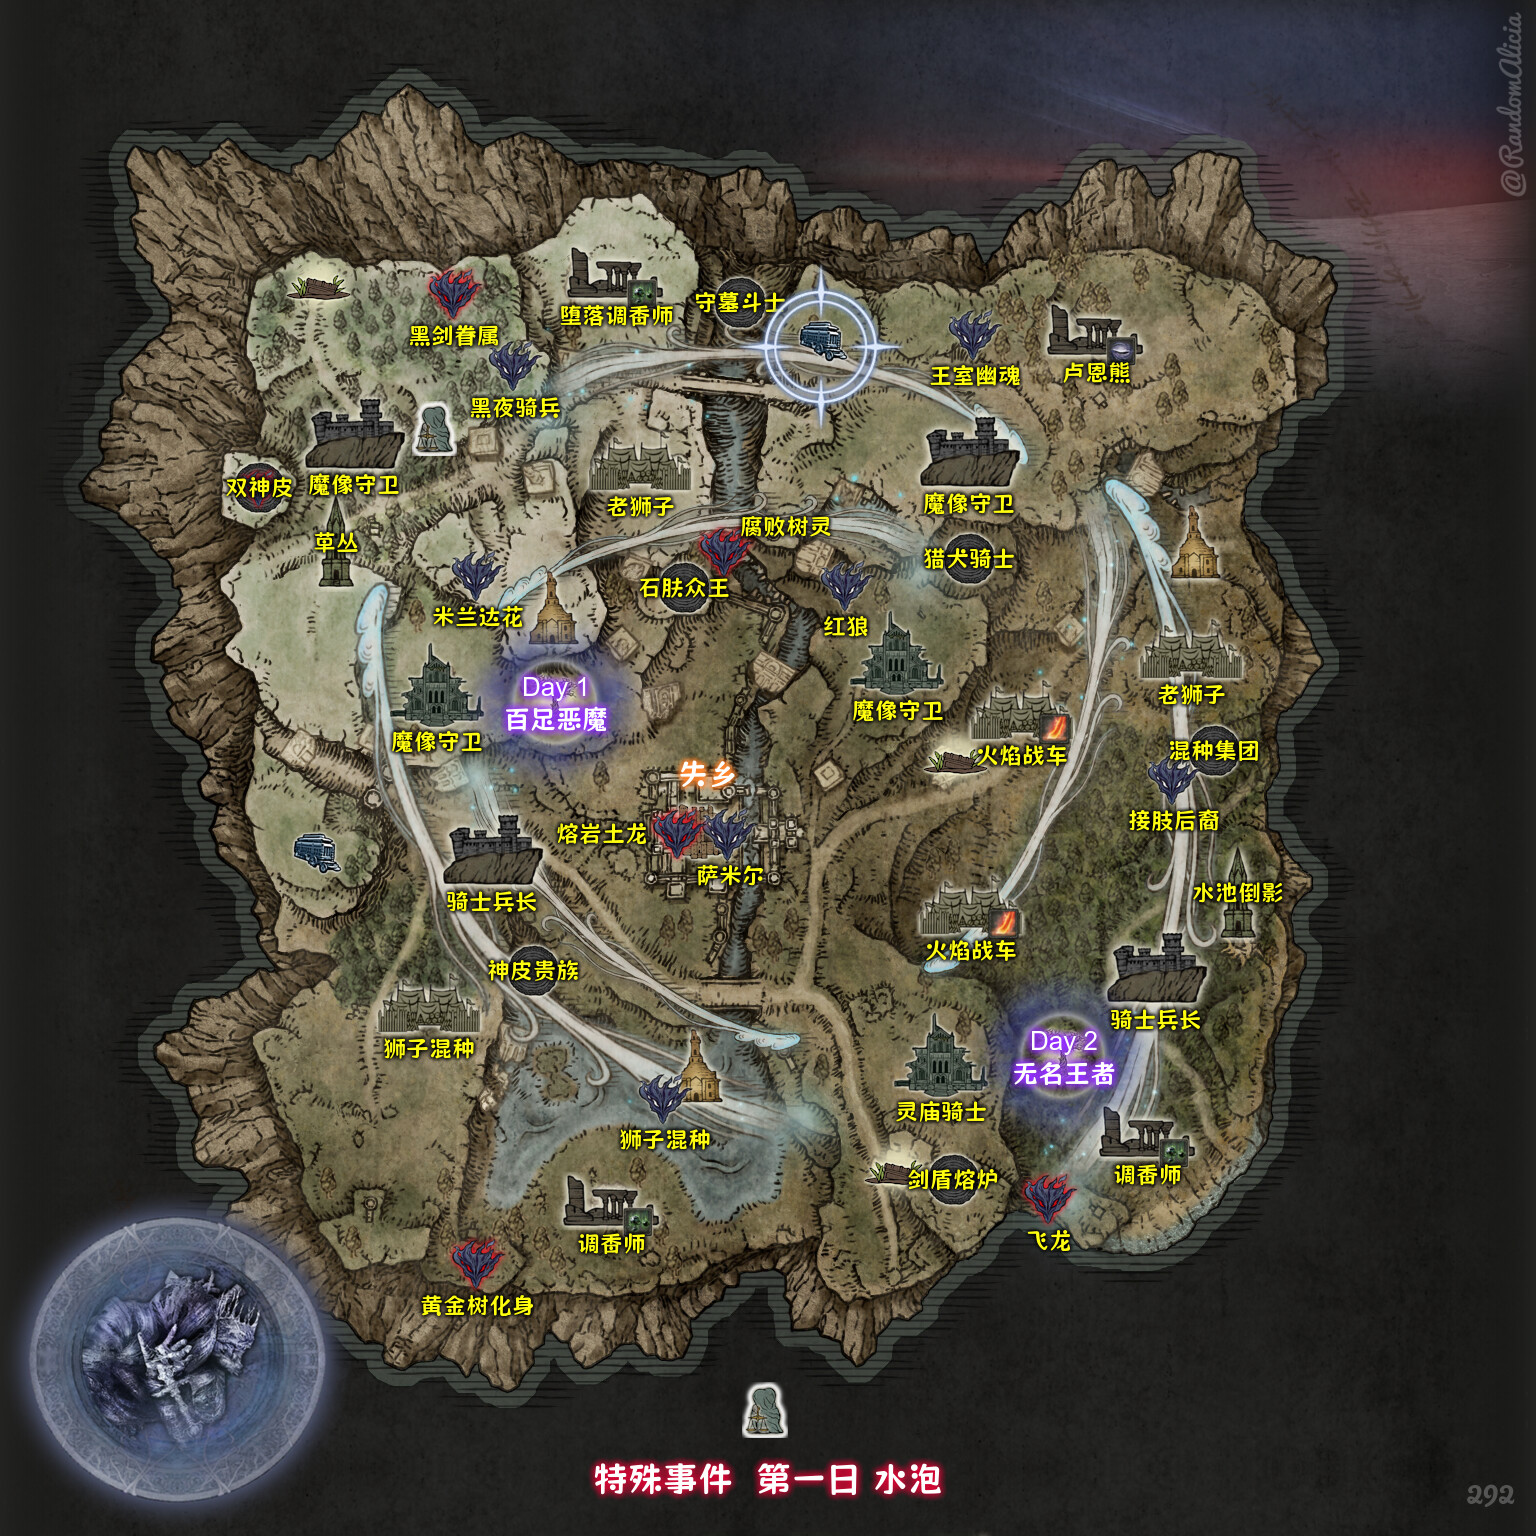 @RandomAlicia
堕落调香师
守墓斗士
黑剑眷属
王室幽魂
卢恩熊
黑夜骑兵
双神皮
魔像守卫
老狮子
魔像守卫
腐败树灵
草丛
猎犬骑士
石肤众王
米兰达花
红狼
Day 1
百足恶魔
老狮子
魔像守卫
魔像守卫
火焰战车
混种集团
失乡
熔岩土龙
接肢后裔
萨米尔
骑士兵长
水池倒影
火焰战车
神皮贵族
骑士兵长
狮子混种
Day 2
无名王者
灵庙骑士
狮子混种
调香师
剑盾熔炉
调香师
飞龙
黄金树化身
特殊事件 第一日 水泡
292